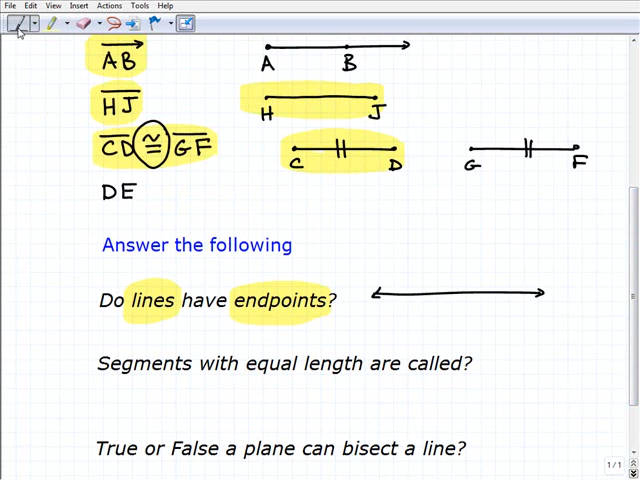 File Edit View Insert Actions Tools Help
AB A B
HJ H J
CD ≅ GF C D G F
DE
Answer the following
Do lines have endpoints?
Segments with equal length are called?
True or False a plane can bisect a line?
1/1